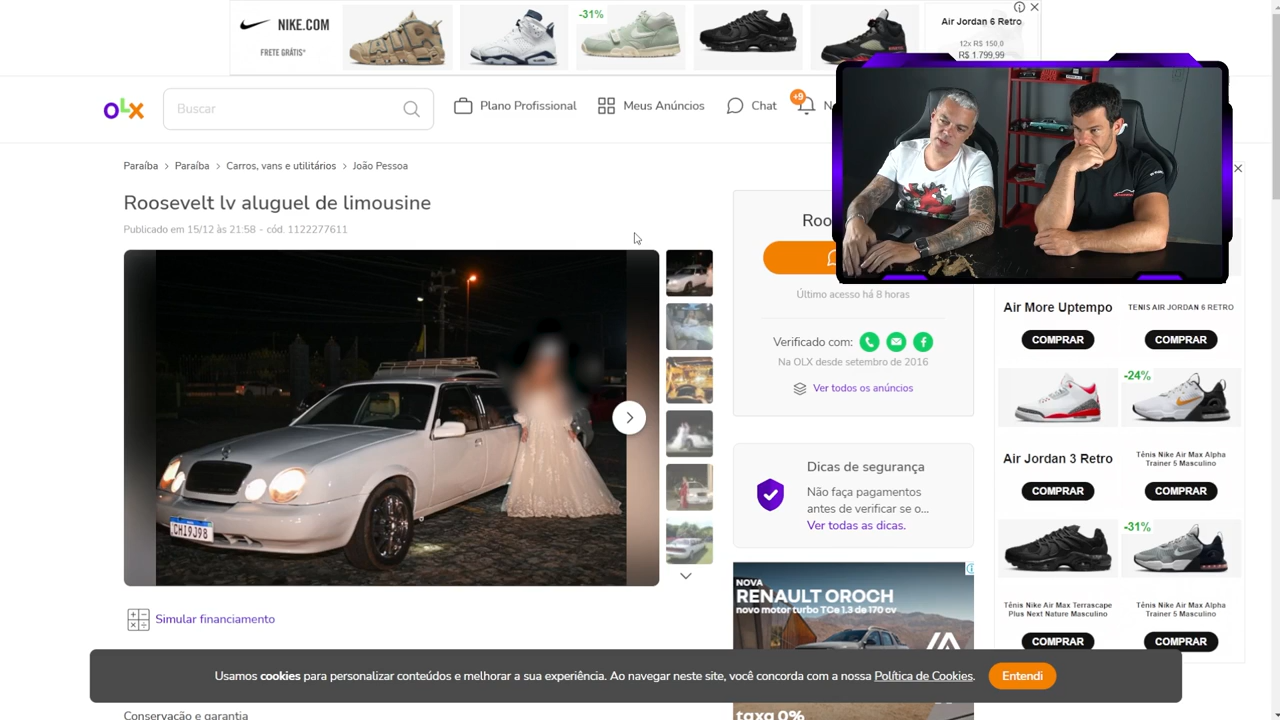 NIKE.COM
FRETE GRÁTIS*
-31%
Air Jordan 6 Retro
12x R$ 150,0
R$ 1.799,99
olx
Buscar
Plano Profissional
Meus Anúncios
Chat
+9
Paraíba
Paraíba
Carros, vans e utilitários
João Pessoa
Roosevelt lv aluguel de limousine
Publicado em 15/12 às 21:58 - cód. 1122277611
CHI9J98
Simular financiamento
Conservação e garantia
Último acesso há 8 horas
Verificado com:
Na OLX desde setembro de 2016
Ver todos os anúncios
Dicas de segurança
Não faça pagamentos
antes de verificar se o...
Ver todas as dicas.
NOVA
RENAULT OROCH
novo motor turbo TCe 1.3 de 170 cv
taxa 0%
Air More Uptempo
TENIS AIR JORDAN 6 RETRO
COMPRAR
COMPRAR
-24%
Air Jordan 3 Retro
Tênis Nike Air Max Alpha
Trainer 5 Masculino
COMPRAR
COMPRAR
-31%
Tênis Nike Air Max Terrascape
Plus Next Nature Masculino
Tênis Nike Air Max Alpha
Trainer 5 Masculino
COMPRAR
COMPRAR
Usamos cookies para personalizar conteúdos e melhorar a sua experiência. Ao navegar neste site, você concorda com a nossa Política de Cookies.
Entendi